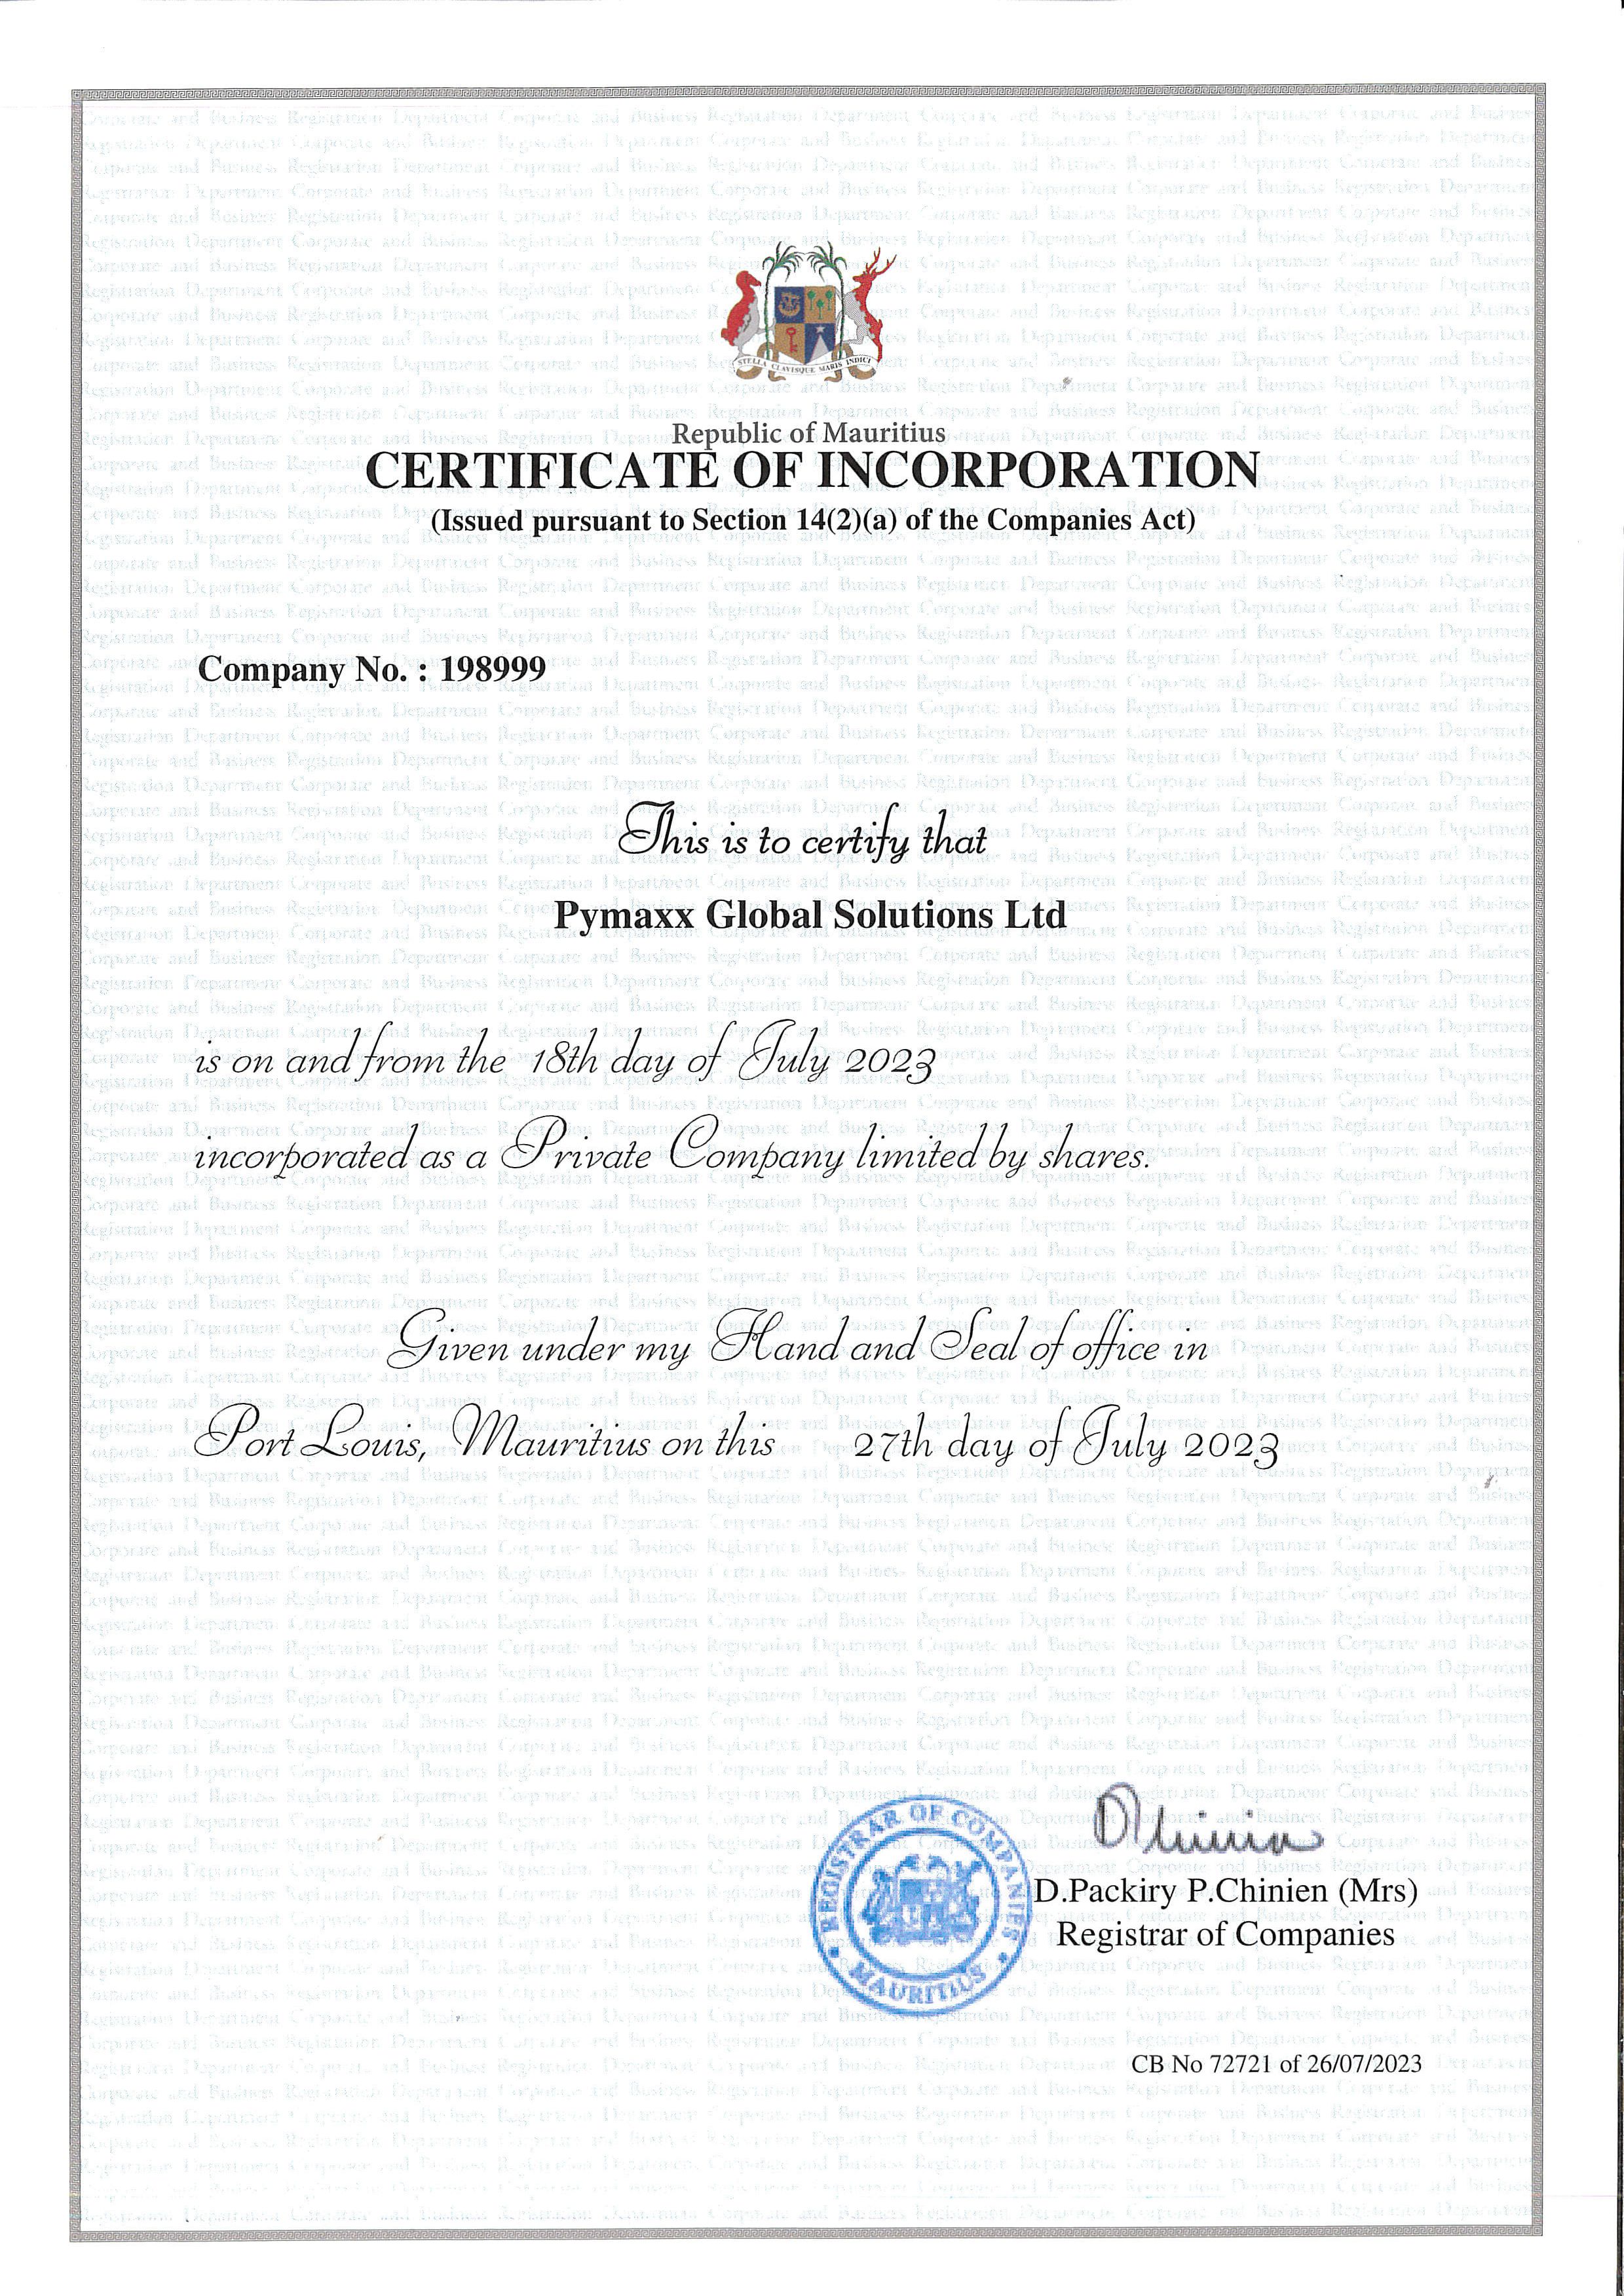 STELLA CLAVISQUE MARIS INDICI
Republic of Mauritius
CERTIFICATE OF INCORPORATION
(Issued pursuant to Section 14(2)(a) of the Companies Act)
Company No. : 198999
This is to certify that
Pymaxx Global Solutions Ltd
is on and from the 18th day of July 2023
incorporated as a Private Company limited by shares.
Given under my Hand and Seal of office in
Port Louis, Mauritius on this 27th day of July 2023
REGISTRAR OF COMPANIES
MAURITIUS
D.Packiry P.Chinien (Mrs)
Registrar of Companies
CB No 72721 of 26/07/2023